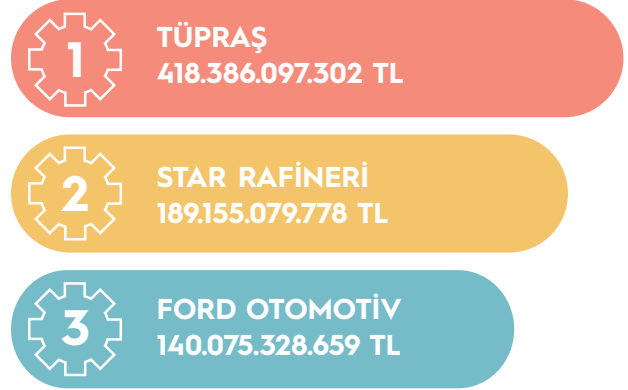 1
TÜPRAŞ
418.386.097.302 TL
2
STAR RAFİNERİ
189.155.079.778 TL
3
FORD OTOMOTİV
140.075.328.659 TL